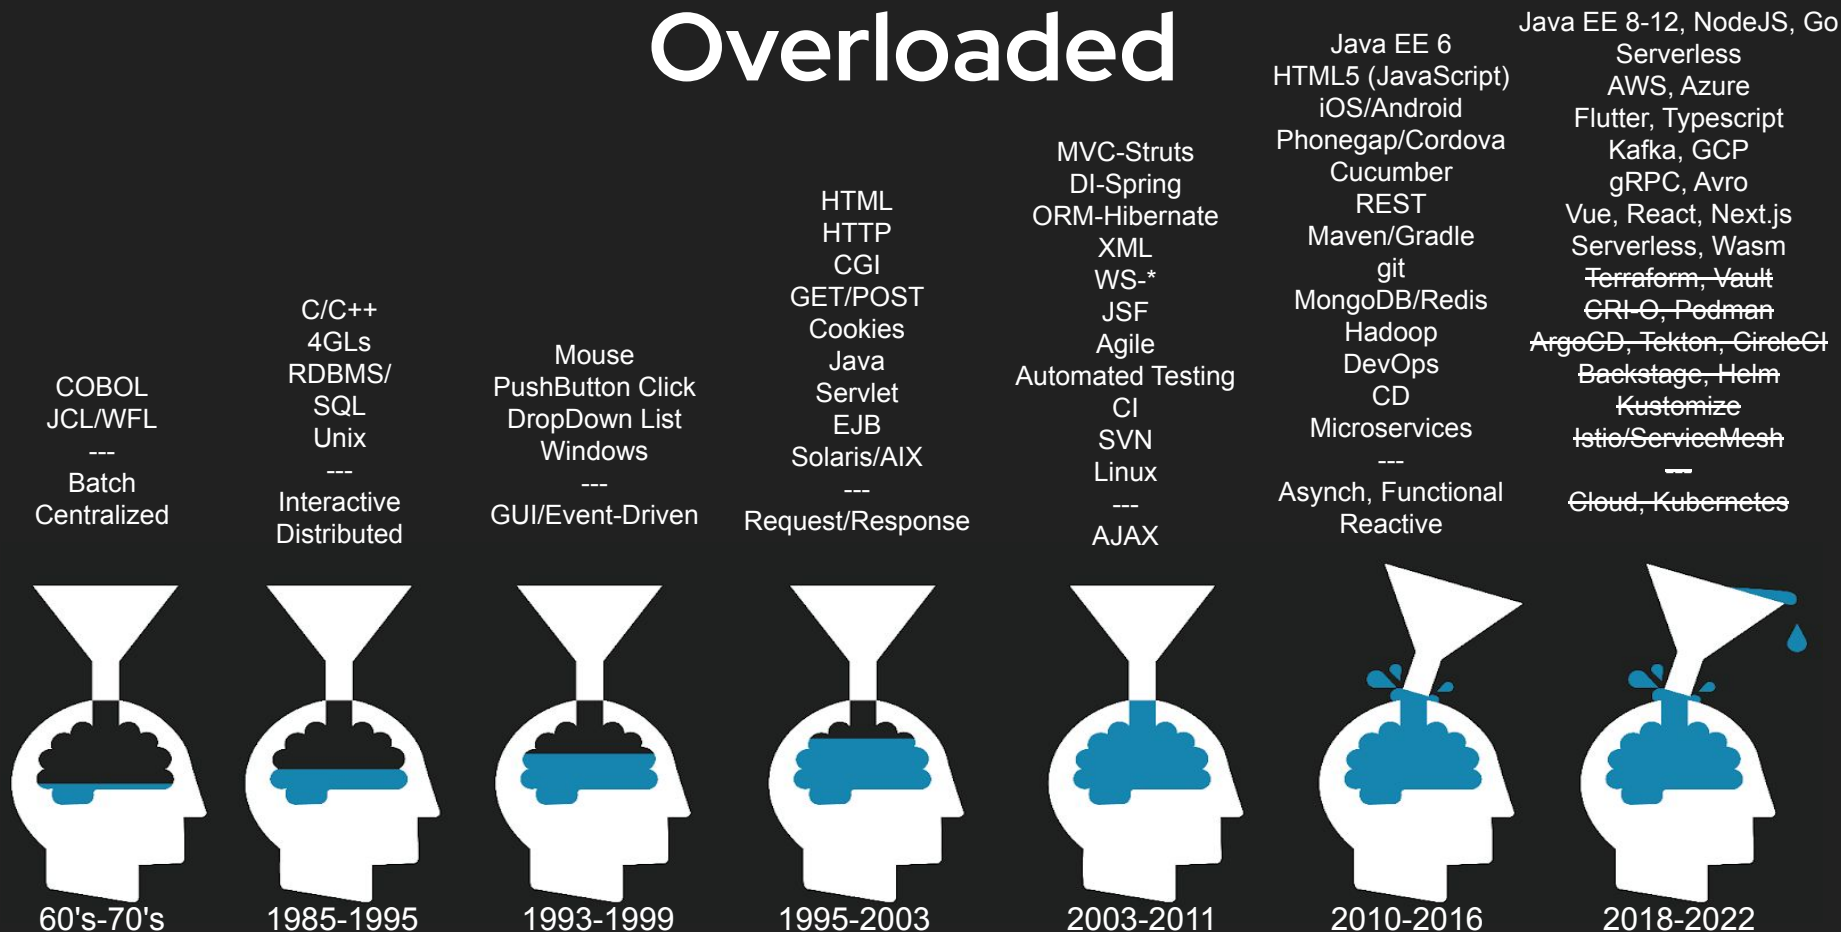 Overloaded
COBOL
JCL/WFL
---
Batch
Centralized
60's-70's
C/C++
4GLs
RDBMS/
SQL
Unix
---
Interactive
Distributed
1985-1995
Mouse
PushButton Click
DropDown List
Windows
---
GUI/Event-Driven
1993-1999
HTML
HTTP
CGI
GET/POST
Cookies
Java
Servlet
EJB
Solaris/AIX
---
Request/Response
1995-2003
MVC-Struts
DI-Spring
ORM-Hibernate
XML
WS-*
JSF
Agile
Automated Testing
CI
SVN
Linux
---
AJAX
2003-2011
Java EE 6
HTML5 (JavaScript)
iOS/Android
Phonegap/Cordova
Cucumber
REST
Maven/Gradle
git
MongoDB/Redis
Hadoop
DevOps
CD
Microservices
---
Asynch, Functional
Reactive
2010-2016
Java EE 8-12, NodeJS, Go
Serverless
AWS, Azure
Flutter, Typescript
Kafka, GCP
gRPC, Avro
Vue, React, Next.js
Serverless, Wasm
Terraform, Vault
CRI-O, Podman
ArgoCD, Tekton, CircleCI
Backstage, Helm
Kustomize
Istio/ServiceMesh
---
Cloud, Kubernetes
2018-2022